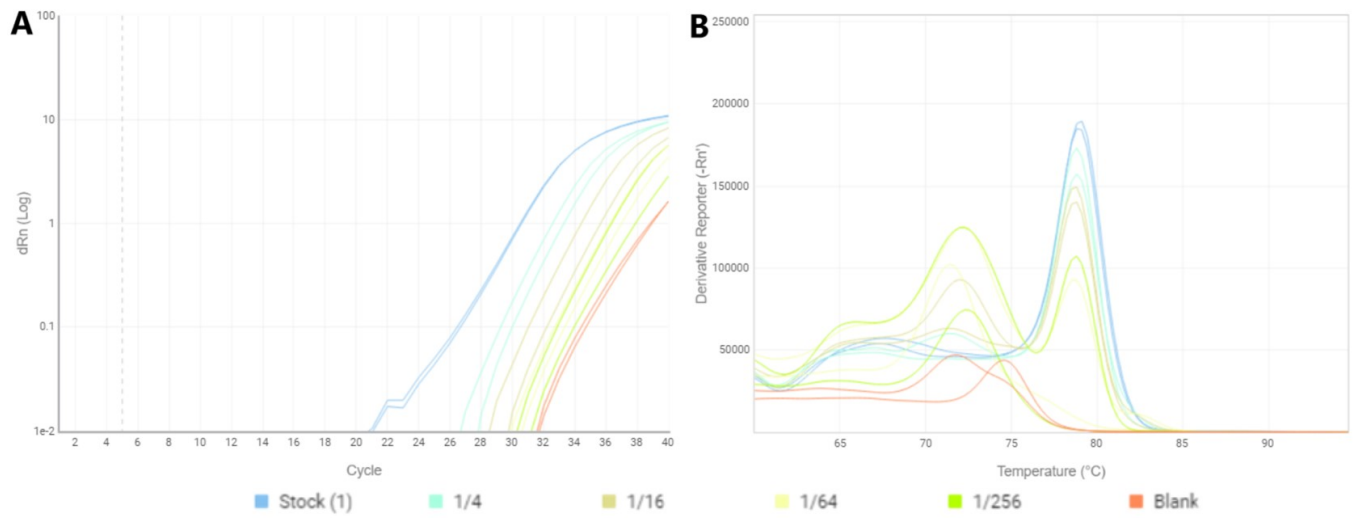 A
B
100
10
1
0.1
1e-2
dRn (Log)
2 4 6 8 10 12 14 16 18 20 22 24 26 28 30 32 34 36 38 40
Cycle
250000
200000
150000
100000
50000
Derivative Reporter (-Rn')
65 70 75 80 85 90
Temperature (°C)
Stock (1) 1/4 1/16 1/64 1/256 Blank